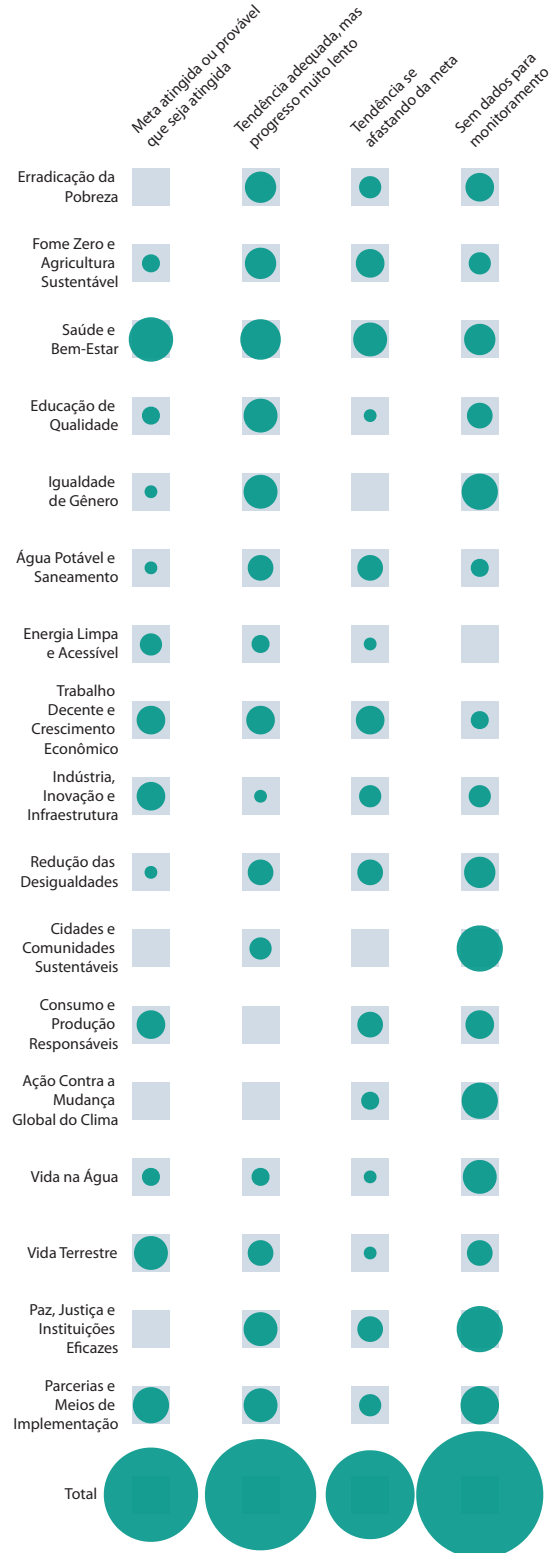 Meta atingida ou provável
que seja atingida
Tendência adequada, mas
progresso muito lento
Tendência se
afastando da meta
Sem dados para
monitoramento
Erradicação da
Pobreza
Fome Zero e
Agricultura
Sustentável
Saúde e
Bem-Estar
Educação de
Qualidade
Igualdade
de Gênero
Água Potável e
Saneamento
Energia Limpa
e Acessível
Trabalho
Decente e
Crescimento
Econômico
Indústria,
Inovação e
Infraestrutura
Redução das
Desigualdades
Cidades e
Comunidades
Sustentáveis
Consumo e
Produção
Responsáveis
Ação Contra a
Mudança
Global do Clima
Vida na Água
Vida Terrestre
Paz, Justiça e
Instituições
Eficazes
Parcerias e
Meios de
Implementação
Total